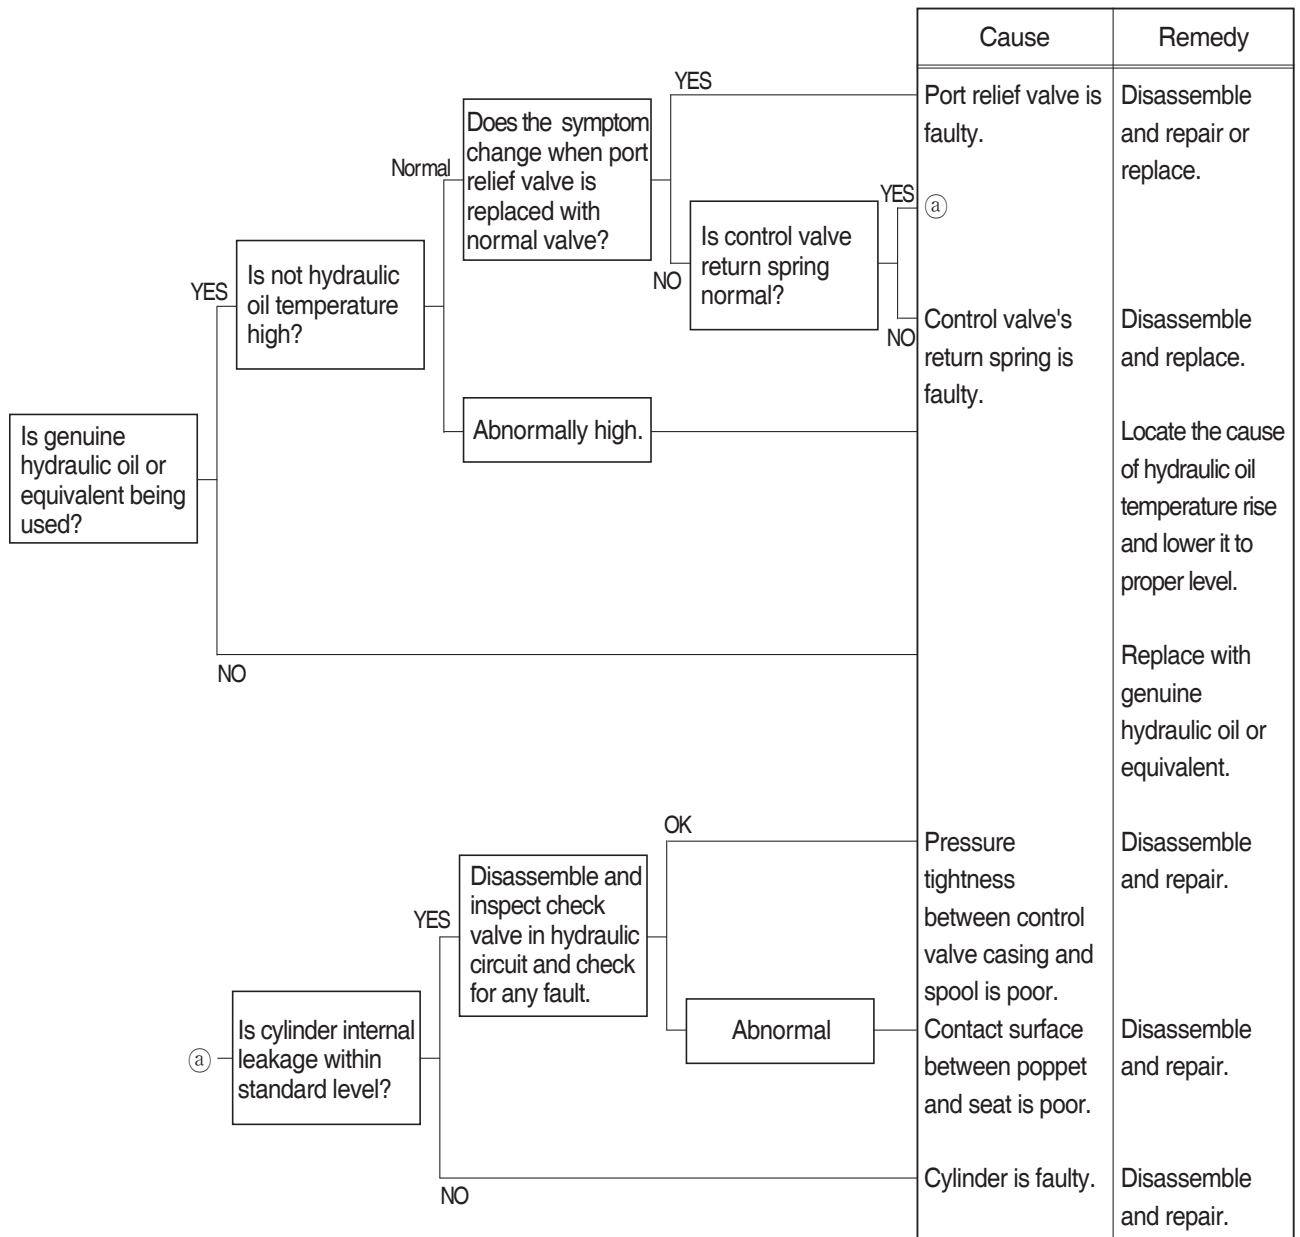 Cause
Remedy
YES
Port relief valve is
faulty.
Disassemble
and repair or
replace.
Does the symptom
change when port
relief valve is
replaced with
normal valve?
Normal
YES
ⓐ
Is control valve
return spring
normal?
NO
NO
Control valve's
return spring is
faulty.
Disassemble
and replace.
Is not hydraulic
oil temperature
high?
YES
Abnormally high.
Locate the cause
of hydraulic oil
temperature rise
and lower it to
proper level.
Is genuine
hydraulic oil or
equivalent being
used?
NO
Replace with
genuine
hydraulic oil or
equivalent.
OK
Pressure
tightness
between control
valve casing and
spool is poor.
Disassemble
and repair.
Disassemble and
inspect check
valve in hydraulic
circuit and check
for any fault.
YES
Abnormal
Contact surface
between poppet
and seat is poor.
Disassemble
and repair.
ⓐ
Is cylinder internal
leakage within
standard level?
NO
Cylinder is faulty.
Disassemble
and repair.